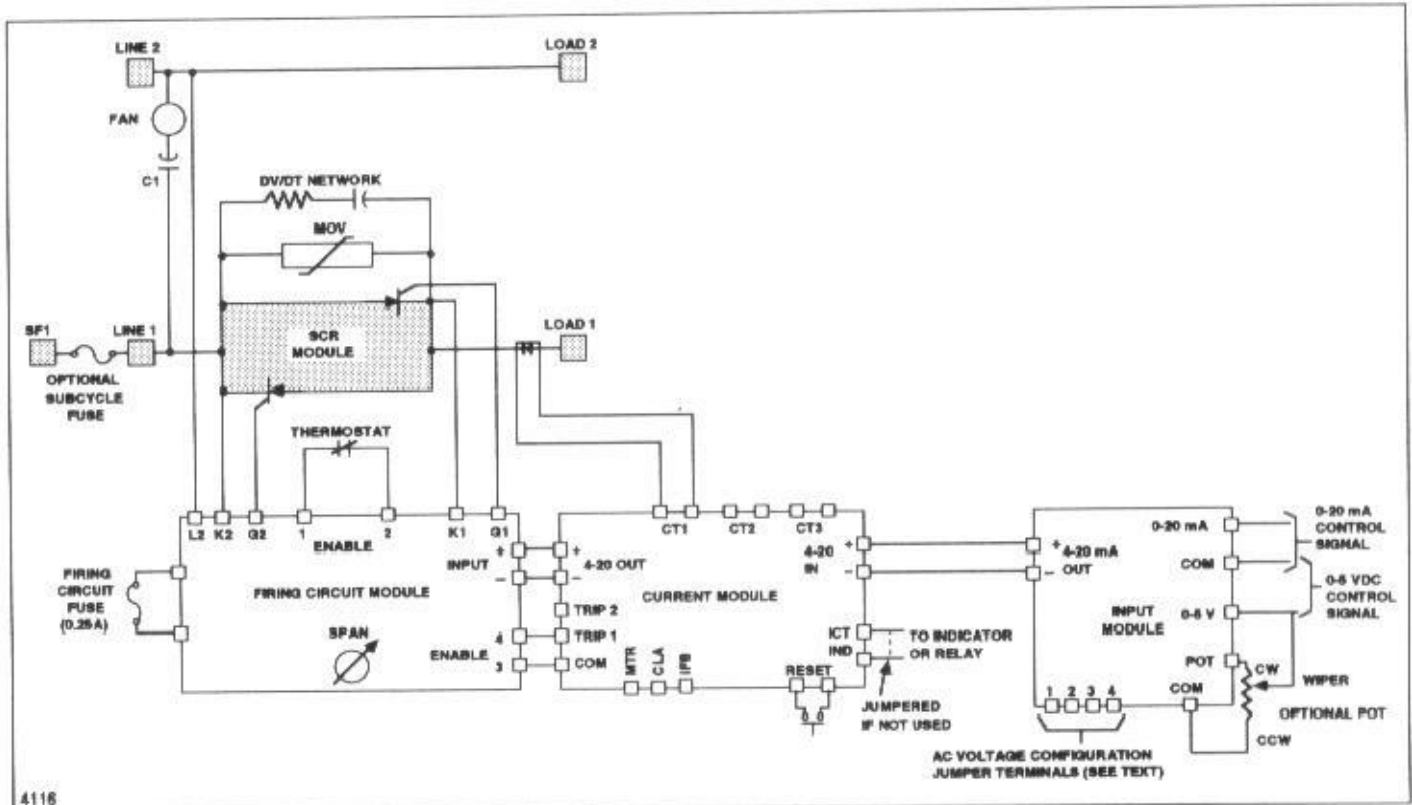 LINE 2
LOAD 2
FAN
C1
DV/DT NETWORK
MOV
SF1
LINE 1
SCR
MODULE
LOAD 1
OPTIONAL
SUBCYCLE
FUSE
THERMOSTAT
L2 K2 G2 1 2 K1 G1
ENABLE
CT1 CT2 CT3
FIRING
CIRCUIT
FUSE
(0.25A)
INPUT
+
-
FIRING CIRCUIT MODULE
SPAN
ENABLE
4
3
+
4-20 OUT
-
TRIP 2
TRIP 1
COM
CURRENT MODULE
MTR
CLA
IFB
RESET
4-20
IN
+
-
ICT
IND
TO INDICATOR
OR RELAY
JUMPERED
IF NOT USED
+
-
4-20 mA
OUT
0-20 mA
COM
0-5 V
INPUT
MODULE
POT
COM
1 2 3 4
0-20 mA
CONTROL
SIGNAL
0-5 VDC
CONTROL
SIGNAL
CW
WIPER
OPTIONAL POT
CCW
AC VOLTAGE CONFIGURATION
JUMPER TERMINALS (SEE TEXT)
4116